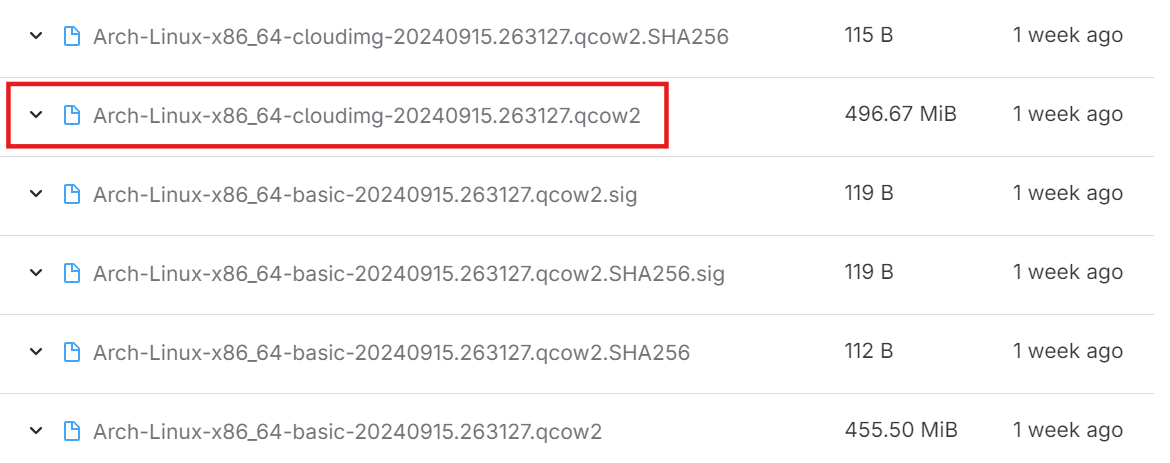 Arch-Linux-x86_64-cloudimg-20240915.263127.qcow2.SHA256 115 B 1 week ago
Arch-Linux-x86_64-cloudimg-20240915.263127.qcow2 496.67 MiB 1 week ago
Arch-Linux-x86_64-basic-20240915.263127.qcow2.sig 119 B 1 week ago
Arch-Linux-x86_64-basic-20240915.263127.qcow2.SHA256.sig 119 B 1 week ago
Arch-Linux-x86_64-basic-20240915.263127.qcow2.SHA256 112 B 1 week ago
Arch-Linux-x86_64-basic-20240915.263127.qcow2 455.50 MiB 1 week ago